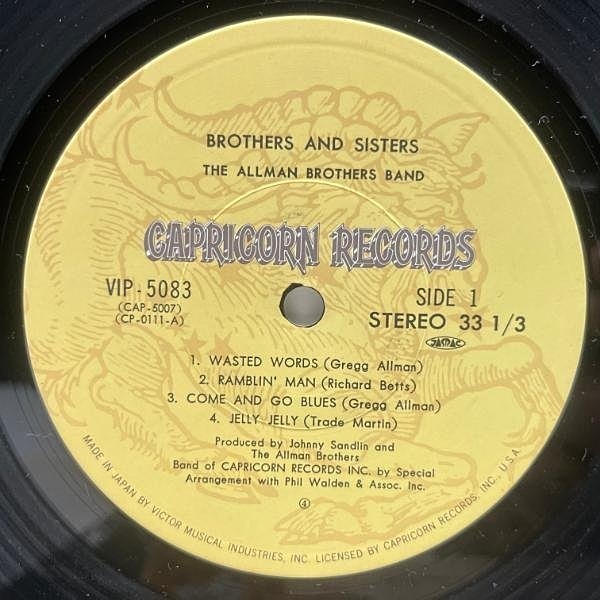 BROTHERS AND SISTERS
THE ALLMAN BROTHERS BAND
CAPRICORN RECORDS
VIP-5083
(CAP-5007)
(CP-0111-A)
SIDE 1
STEREO 33 1/3
JASRAC
1. WASTED WORDS (Gregg Allman)
2. RAMBLIN' MAN (Richard Betts)
3. COME AND GO BLUES (Gregg Allman)
4. JELLY JELLY (Trade Martin)
Produced by Johnny Sandlin and
The Allman Brothers
Band of CAPRICORN RECORDS INC. by Special
Arrangement with Phil Walden & Assoc. Inc.
④
MADE IN JAPAN BY VICTOR MUSICAL INDUSTRIES, INC. LICENSED BY CAPRICORN RECORDS, INC., U.S.A.